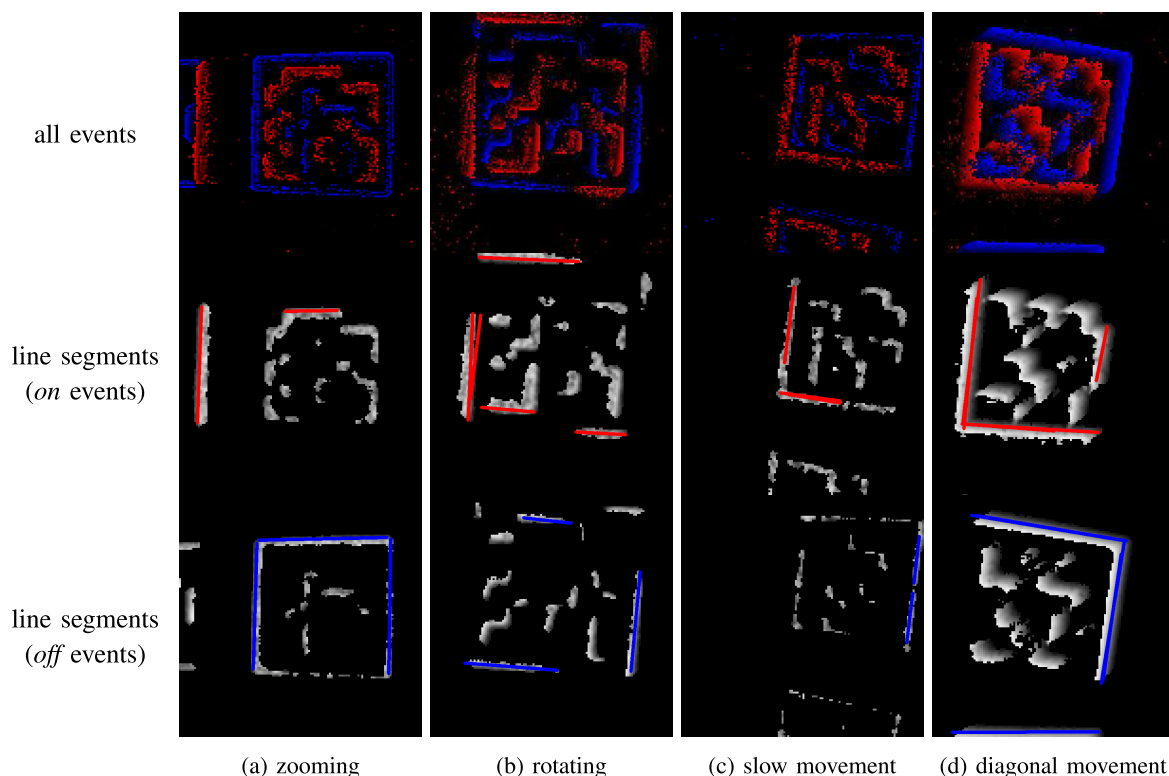 all events
line segments
(on events)
line segments
(off events)
(a) zooming
(b) rotating
(c) slow movement
(d) diagonal movement